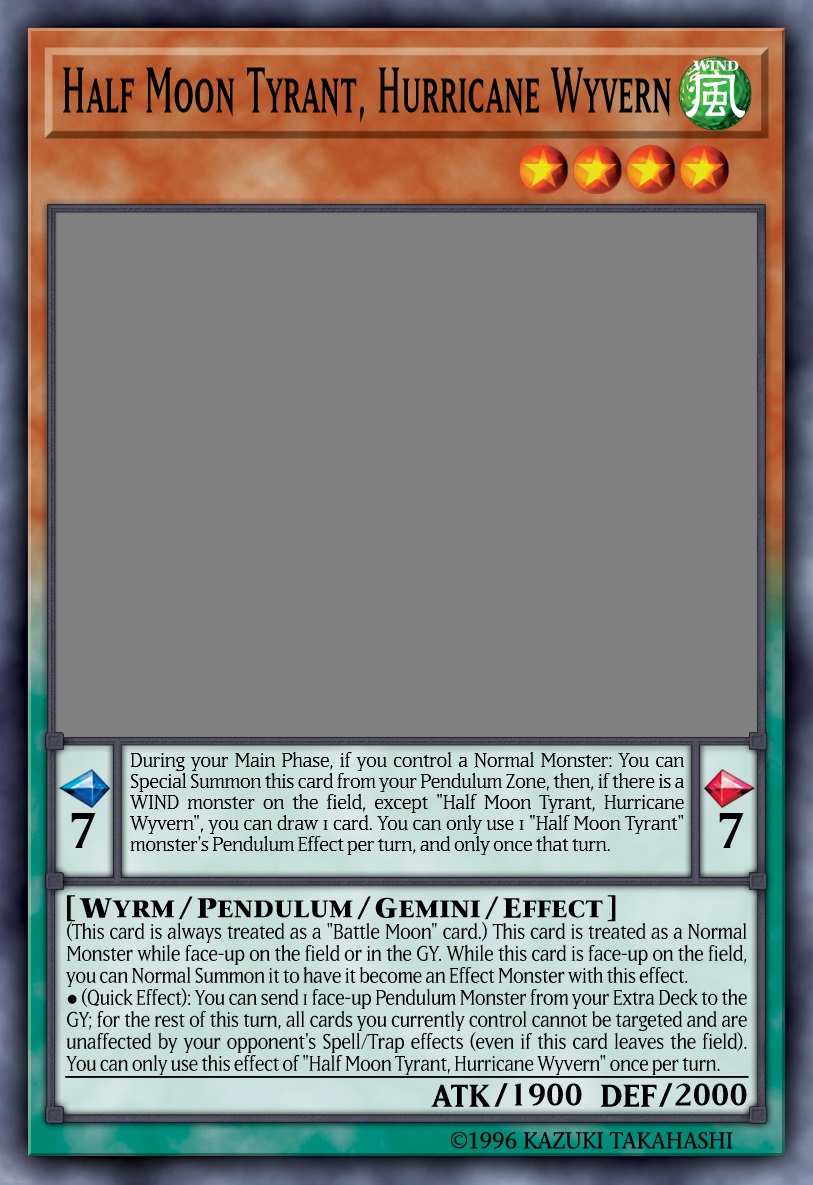 Half Moon Tyrant, Hurricane Wyvern
WIND
風
During your Main Phase, if you control a Normal Monster: You can
Special Summon this card from your Pendulum Zone, then, if there is a
WIND monster on the field, except "Half Moon Tyrant, Hurricane
Wyvern", you can draw 1 card. You can only use 1 "Half Moon Tyrant"
monster's Pendulum Effect per turn, and only once that turn.
7
7
[ Wyrm / Pendulum / Gemini / Effect ]
(This card is always treated as a "Battle Moon" card.) This card is treated as a Normal
Monster while face-up on the field or in the GY. While this card is face-up on the field,
you can Normal Summon it to have it become an Effect Monster with this effect.
● (Quick Effect): You can send 1 face-up Pendulum Monster from your Extra Deck to the
GY; for the rest of this turn, all cards you currently control cannot be targeted and are
unaffected by your opponent's Spell/Trap effects (even if this card leaves the field).
You can only use this effect of "Half Moon Tyrant, Hurricane Wyvern" once per turn.
ATK/1900 DEF/2000
©1996 KAZUKI TAKAHASHI